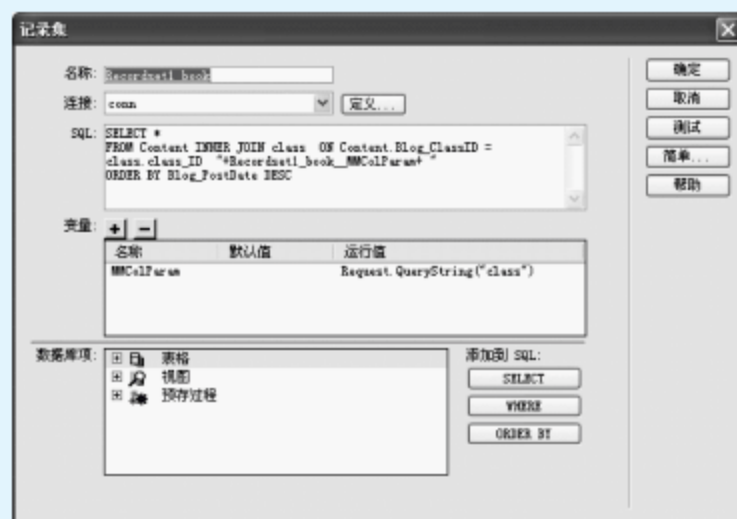 记录集
名称: Recordset1_book
连接: conn 定义...
SQL: SELECT *
FROM Content INNER JOIN class ON Content.Blog_ClassID =
class.class_ID "+Recordset1_book__MMColParam+ "
ORDER BY Blog_PostDate DESC
变量:
名称 默认值 运行值
MMColParam Request.QueryString("class")
数据库项:
表格
视图
预存过程
添加到 SQL:
SELECT
WHERE
ORDER BY
确定
取消
测试
简单...
帮助